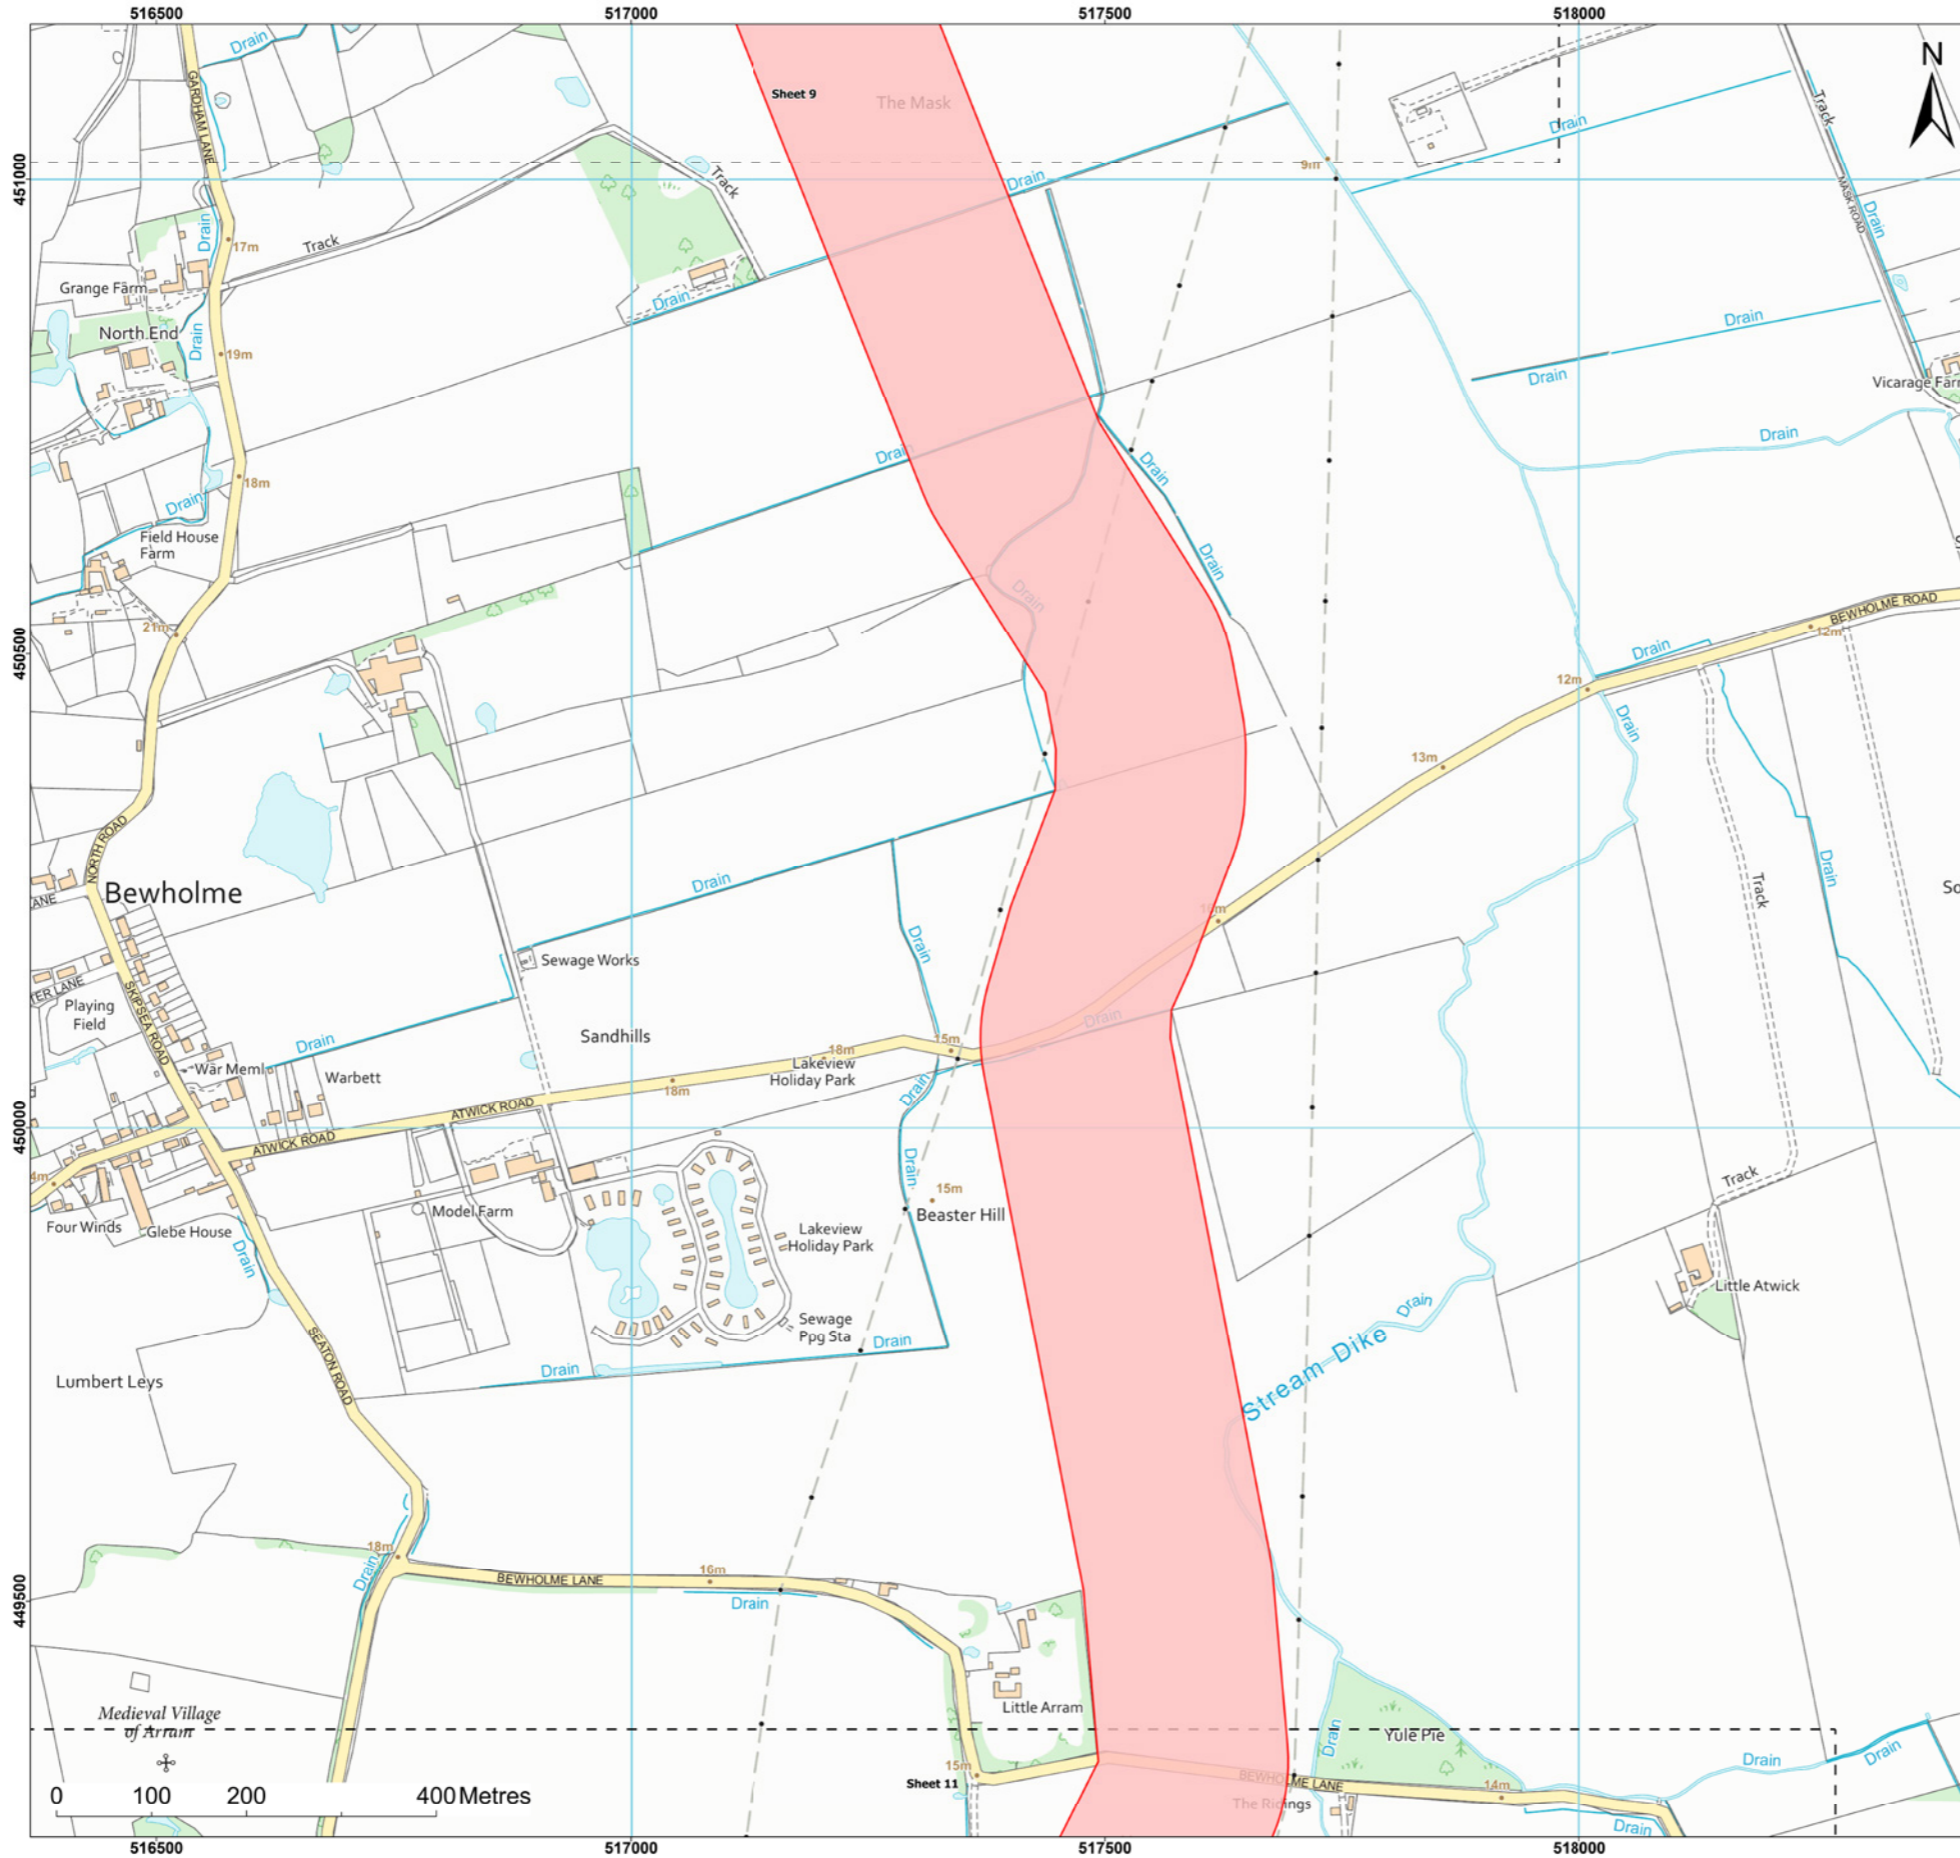 516500
517000
517500
518000
Drain
Sheet 9
The Mask
N
GARDHAM LANE
Track
Drain
9m
451000
Track
Drain
MASK ROAD
Drain
Drain
17m
Track
Grange Farm
Drain
Drain
North End
Drain
19m
Drain
Vicarage Farm
Drain
Drain
Drain
Drain
18m
Drain
Field House
Farm
Drain
Drain
21m
BEWHOLME ROAD
12m
450500
Drain
12m
Drain
13m
NORTH ROAD
Bewholme
Drain
Track
Drain
Drain
Sewage Works
SKIPSEA ROAD
Playing
Field
Drain
Sandhills
Drain
15m
18m
Lakeview
Holiday Park
War Meml
Warbett
18m
Drain
ATWICK ROAD
450000
ATWICK ROAD
Drain
15m
Track
Model Farm
Beaster Hill
Four Winds
Glebe House
Lakeview
Holiday Park
Drain
Little Atwick
Drain
Sewage
Ppg Sta
Drain
Stream Dike
SEATON ROAD
Drain
Lumbert Leys
18m
Drain
16m
BEWHOLME LANE
Drain
449500
Little Arram
Medieval Village
of Arram
Yule Pie
Drain
Drain
Drain
15m
Sheet 11
BEWHOLME LANE
14m
The Ridings
Drain
0 100 200 400 Metres
516500
517000
517500
518000